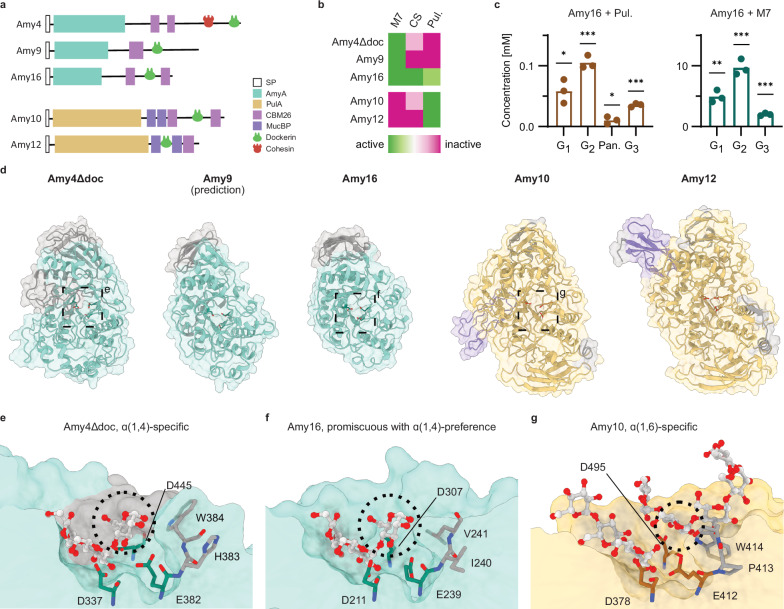 a
Amy4
Amy9
Amy16
Amy10
Amy12
SP
AmyA
PulA
CBM26
MucBP
Dockerin
Cohesin
b
M7
CS
Pul.
Amy4Δdoc
Amy9
Amy16
Amy10
Amy12
active
inactive
c
Amy16 + Pul.
Concentration [mM]
0.1
0
*
***
*
***
G1
G2
Pan.
G3
Amy16 + M7
10
5
0
**
***
***
G1
G2
G3
d
Amy4Δdoc
Amy9
(prediction)
Amy16
Amy10
Amy12
e
f
g
e
Amy4Δdoc, α(1,4)-specific
D445
W384
H383
D337
E382
f
Amy16, promiscuous with α(1,4)-preference
D307
V241
I240
D211
E239
g
Amy10, α(1,6)-specific
D495
W414
P413
D378
E412